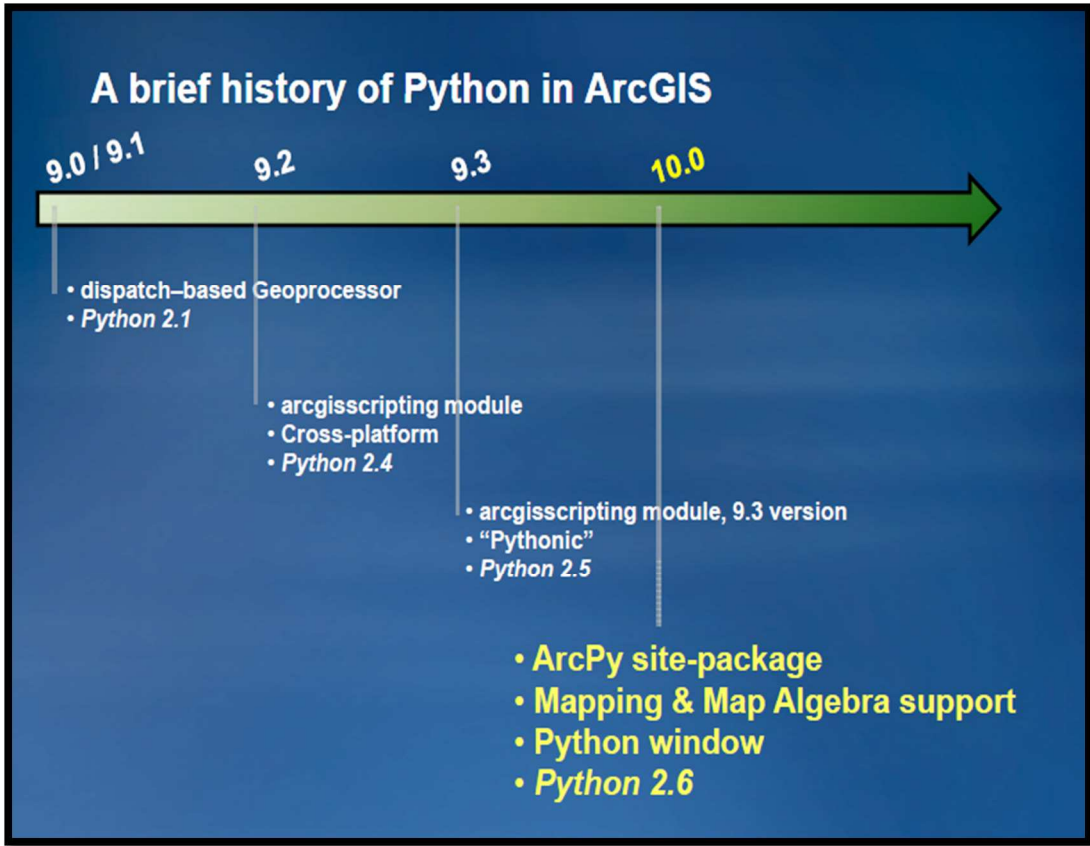 A brief history of Python in ArcGIS
9.0 / 9.1
9.2
9.3
10.0
• dispatch–based Geoprocessor
• Python 2.1
• arcgisscripting module
• Cross-platform
• Python 2.4
• arcgisscripting module, 9.3 version
• “Pythonic”
• Python 2.5
• ArcPy site-package
• Mapping & Map Algebra support
• Python window
• Python 2.6